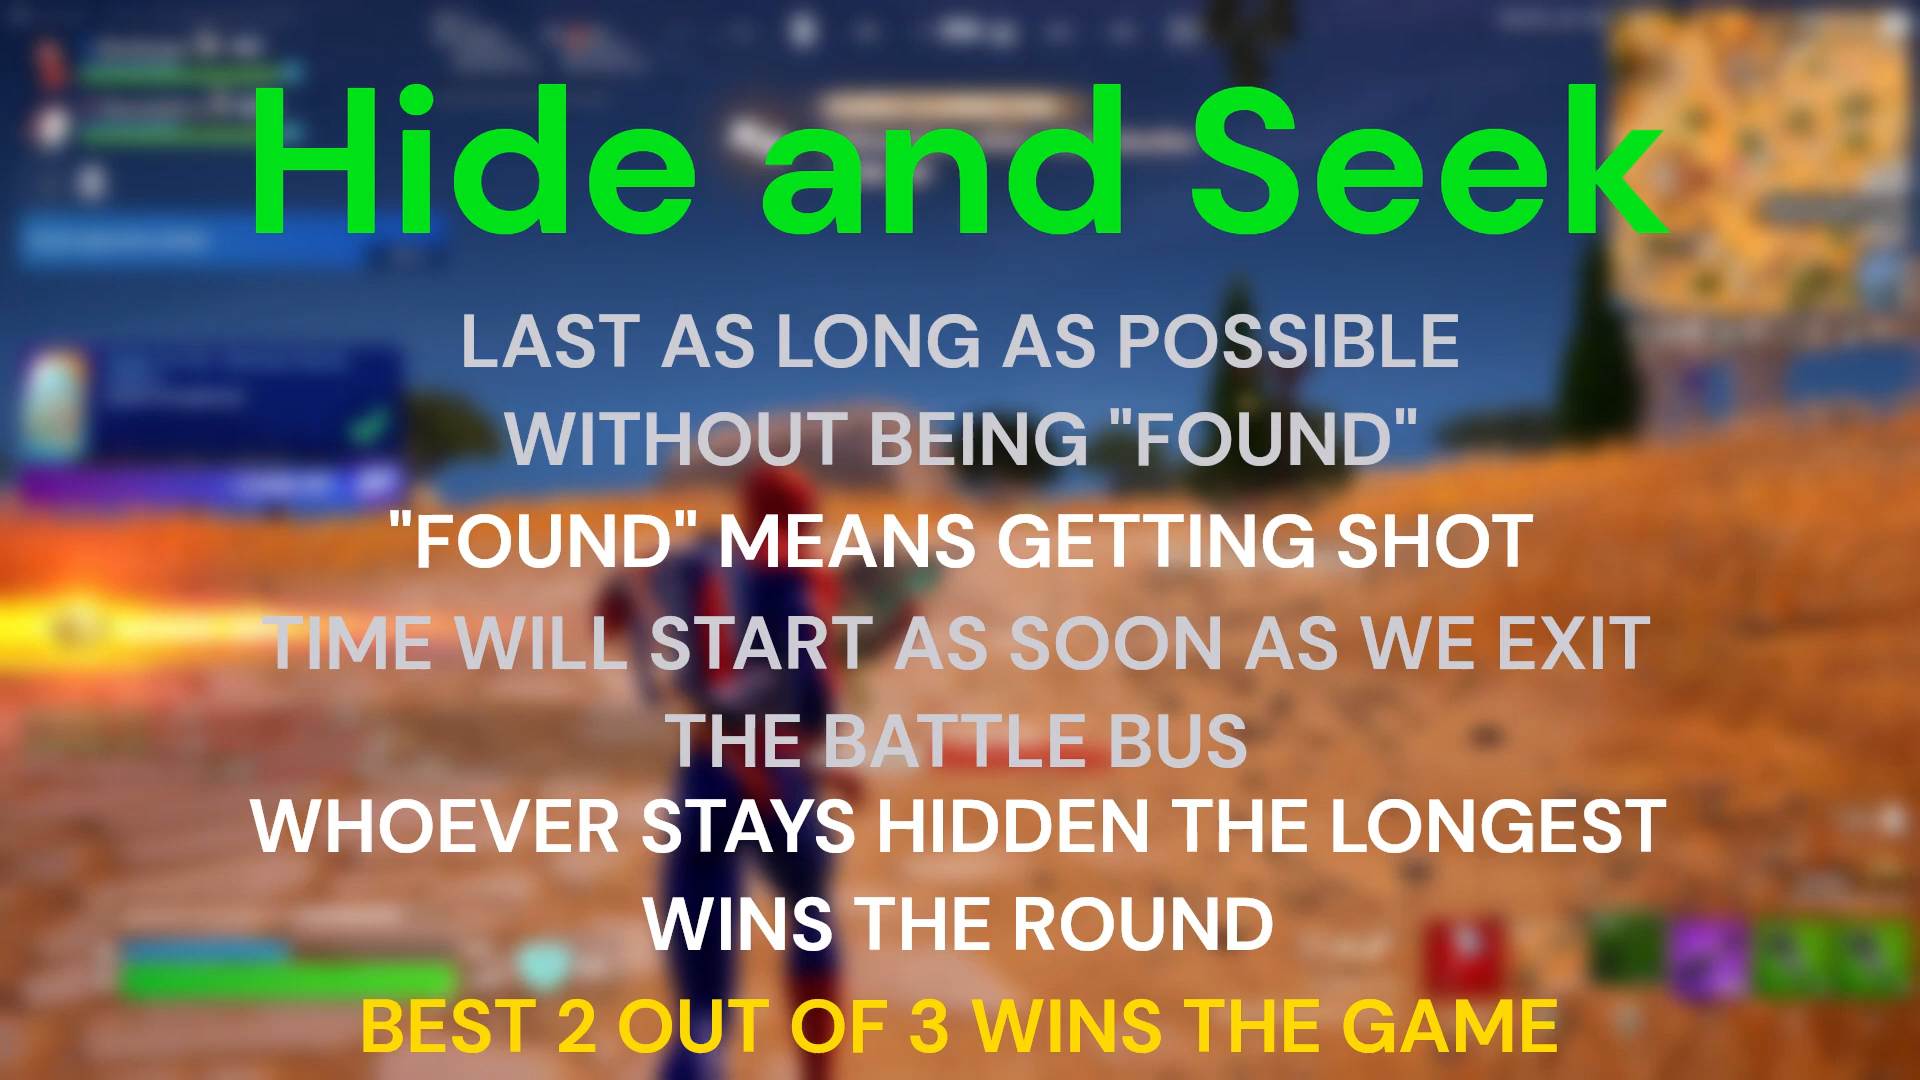 Hide and Seek
LAST AS LONG AS POSSIBLE
WITHOUT BEING "FOUND"
"FOUND" MEANS GETTING SHOT
TIME WILL START AS SOON AS WE EXIT
THE BATTLE BUS
WHOEVER STAYS HIDDEN THE LONGEST
WINS THE ROUND
BEST 2 OUT OF 3 WINS THE GAME